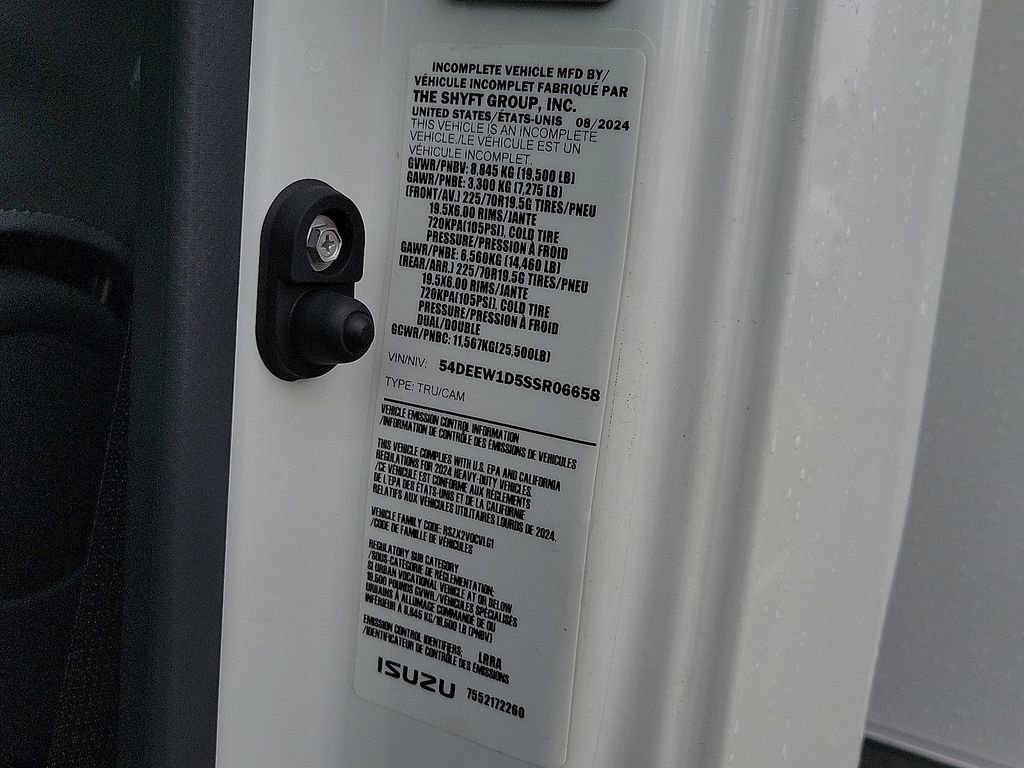 INCOMPLETE VEHICLE MFD BY/
VÉHICULE INCOMPLET FABRIQUÉ PAR
THE SHYFT GROUP, INC.
UNITED STATES/ÉTATS-UNIS 08/2024
THIS VEHICLE IS AN INCOMPLETE
VEHICLE./LE VÉHICULE EST UN
VÉHICULE INCOMPLET.
GVWR/PNBV: 8,845 KG (19,500 LB)
GAWR/PNBE: 3,300 KG (7,275 LB)
(FRONT/AV.) 225/70R19.5G TIRES/PNEU
19.5X6.00 RIMS/JANTE
720KPA(105PSI), COLD TIRE
PRESSURE/PRESSION À FROID
GAWR/PNBE: 6,560KG (14,460 LB)
(REAR/ARR.) 225/70R19.5G TIRES/PNEU
19.5X6.00 RIMS/JANTE
720KPA(105PSI), COLD TIRE
PRESSURE/PRESSION À FROID
DUAL/DOUBLE
GCWR/PNBC: 11,567KG(25,500LB)
VIN/NIV: 54DEEW1D5SSR06658
TYPE: TRU/CAM
VEHICLE EMISSION CONTROL INFORMATION
/INFORMATION DE CONTRÔLE DES ÉMISSIONS DE VÉHICULES
THIS VEHICLE COMPLIES WITH U.S. EPA AND CALIFORNIA
REGULATIONS FOR 2024 HEAVY-DUTY VEHICLES.
/CE VÉHICULE EST CONFORME AUX RÈGLEMENTS
DE L'EPA DES ÉTATS-UNIS ET DE LA CALIFORNIE
RELATIFS AUX VÉHICULES UTILITAIRES LOURDS DE 2024.
VEHICLE FAMILY CODE: RSZX2VOCVLG1
/CODE DE FAMILLE DE VÉHICULES
REGULATORY SUB CATEGORY
/SOUS-CATÉGORIE DE RÉGLEMENTATION:
SI URBAN VOCATIONAL VEHICLE AT OR BELOW
19,500 POUNDS GVWR/VÉHICULES SPÉCIALISÉS
URBAINS À ALLUMAGE COMMANDÉ DE OU
INFÉRIEUR À 8,845 KG/19,500 LB (PNBV)
EMISSION CONTROL IDENTIFIERS: LRRA
/IDENTIFICATEUR DE CONTRÔLE DES ÉMISSIONS
ISUZU 7552172260